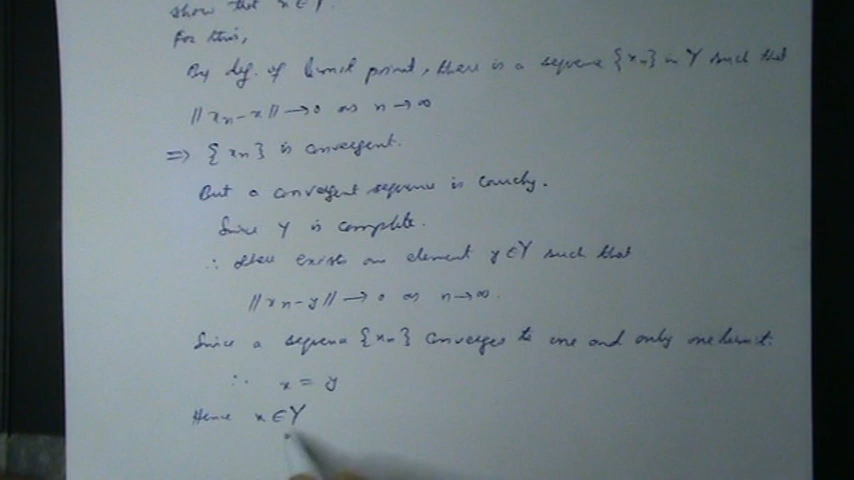 show that x ∈ Y.
For this,
By def. of limit point, there is a sequence {xn} in Y such that
||xn - x|| → 0 as n → ∞
⇒ {xn} is convergent.
But a convergent sequence is cauchy.
Since Y is complete.
∴ there exists an element y ∈ Y such that
||xn - y|| → 0 as n → ∞.
Since a sequence {xn} converges to one and only one limit.
∴ x = y
Hence x ∈ Y